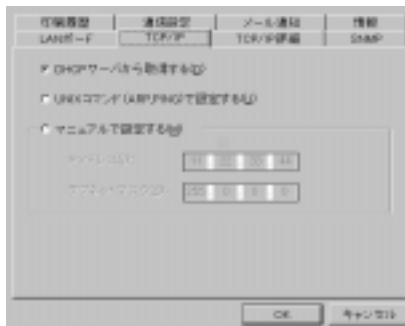 印刷履歴 通信設定 メール通知 情報
LANボード TCP/IP TCP/IP詳細 SNMP
DHCPサーバから取得する(D)
UNIXコマンド(ARP/PING)で設定する(U)
マニュアルで設定する(M)
11 22 33 44
255 0 0 0
OK キャンセル